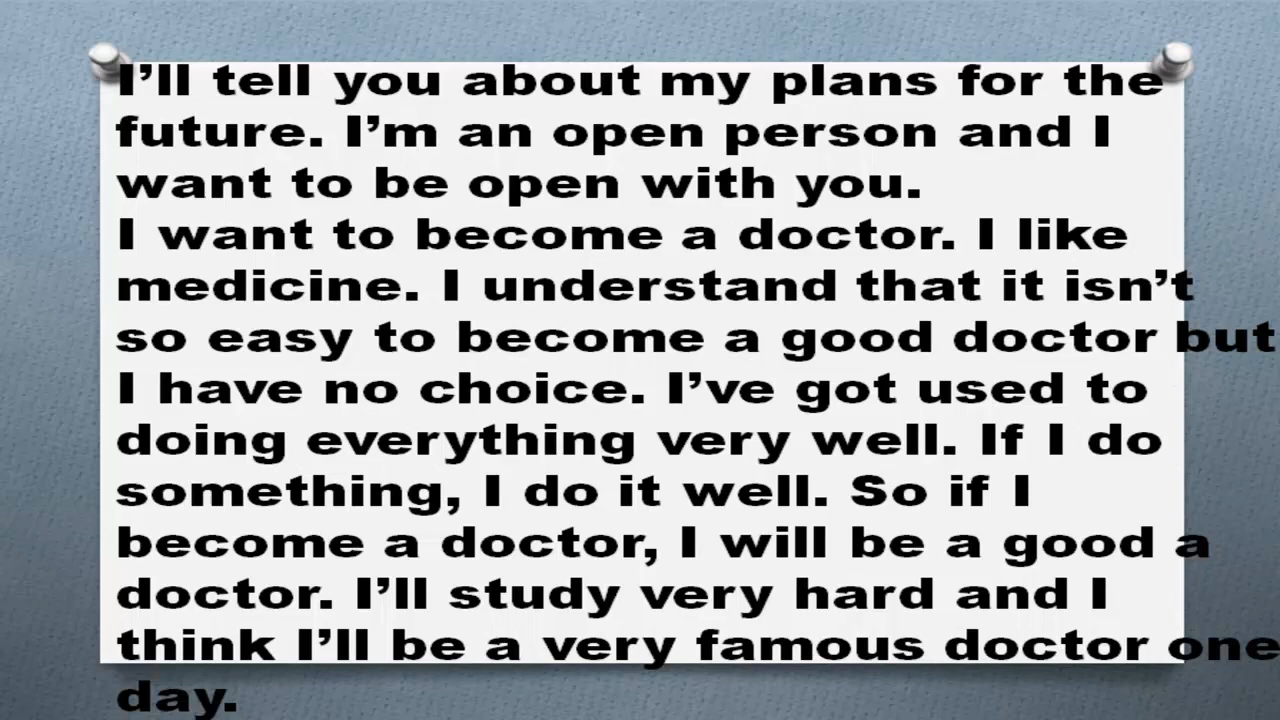 I’ll tell you about my plans for the
future. I’m an open person and I
want to be open with you.
I want to become a doctor. I like
medicine. I understand that it isn’t
so easy to become a good doctor but
I have no choice. I’ve got used to
doing everything very well. If I do
something, I do it well. So if I
become a doctor, I will be a good a
doctor. I’ll study very hard and I
think I’ll be a very famous doctor one
day.